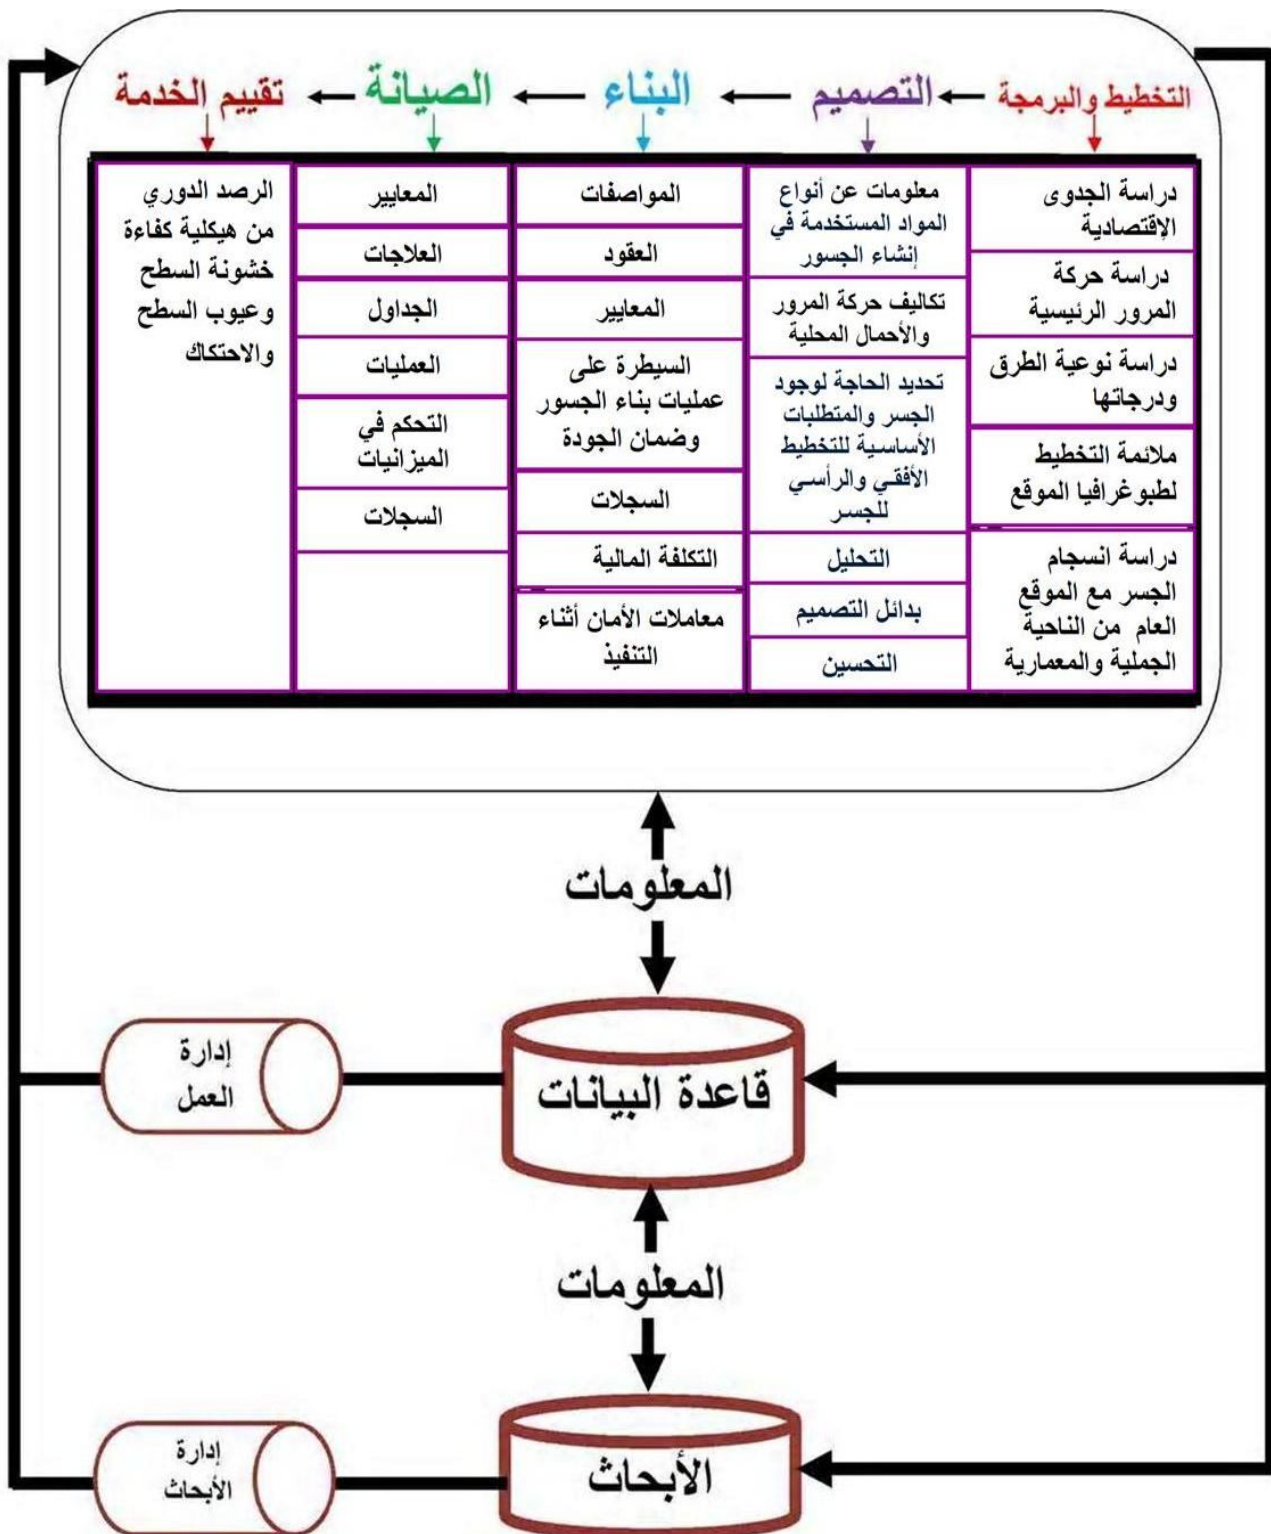 التخطيط والبرمجة
التصميم
البناء
الصيانة
تقييم الخدمة
دراسة الجدوى
الإقتصادية
دراسة حركة
المرور الرئيسية
دراسة نوعية الطرق
ودرجاتها
ملائمة التخطيط
لطبوغرافيا الموقع
دراسة انسجام
الجسر مع الموقع
العام من الناحية
الجملية والمعمارية
معلومات عن أنواع
المواد المستخدمة في
إنشاء الجسور
تكاليف حركة المرور
والأحمال المحلية
تحديد الحاجة لوجود
الجسر والمتطلبات
الأساسية للتخطيط
الأفقي والرأسي
للجسر
التحليل
بدائل التصميم
التحسين
المواصفات
العقود
المعايير
السيطرة على
عمليات بناء الجسور
وضمان الجودة
السجلات
التكلفة المالية
معاملات الأمان أثناء
التنفيذ
المعايير
العلاجات
الجداول
العمليات
التحكم في
الميزانيات
السجلات
الرصد الدوري
من هيكلية كفاءة
خشونة السطح
وعيوب السطح
والاحتكاك
المعلومات
قاعدة البيانات
إدارة
العمل
المعلومات
الأبحاث
إدارة
الأبحاث